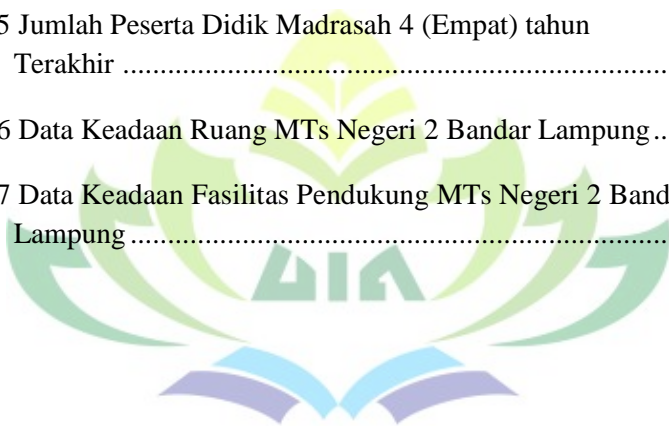 5 Jumlah Peserta Didik Madrasah 4 (Empat) tahun
Terakhir ........................................................................
6 Data Keadaan Ruang MTs Negeri 2 Bandar Lampung ..
7 Data Keadaan Fasilitas Pendukung MTs Negeri 2 Band
Lampung .......................................................................
UIN